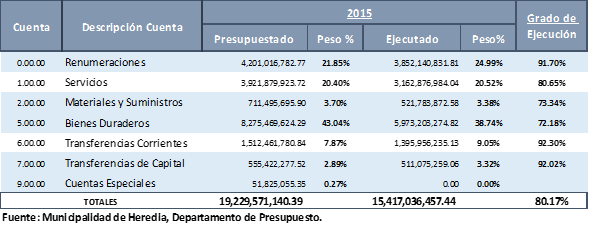 Cuenta Descripción Cuenta 2015 Grado de Ejecución
Presupuestado Peso % Ejecutado Peso%
0.00.00 Renumeraciones 4,201,016,782.77 21.85% 3,852,140,831.81 24.99% 91.70%
1.00.00 Servicios 3,921,879,923.72 20.40% 3,162,876,984.04 20.52% 80.65%
2.00.00 Materiales y Suministros 711,495,695.90 3.70% 521,783,872.58 3.38% 73.34%
5.00.00 Bienes Duraderos 8,275,469,624.29 43.04% 5,973,203,274.82 38.74% 72.18%
6.00.00 Transferencias Corrientes 1,512,461,780.84 7.87% 1,395,956,235.13 9.05% 92.30%
7.00.00 Transferencias de Capital 555,422,277.52 2.89% 511,075,259.06 3.32% 92.02%
9.00.00 Cuentas Especiales 51,825,055.35 0.27% 0.00 0.00%
TOTALES 19,229,571,140.39 15,417,036,457.44 80.17%
Fuente: Municipalidad de Heredia, Departamento de Presupuesto.